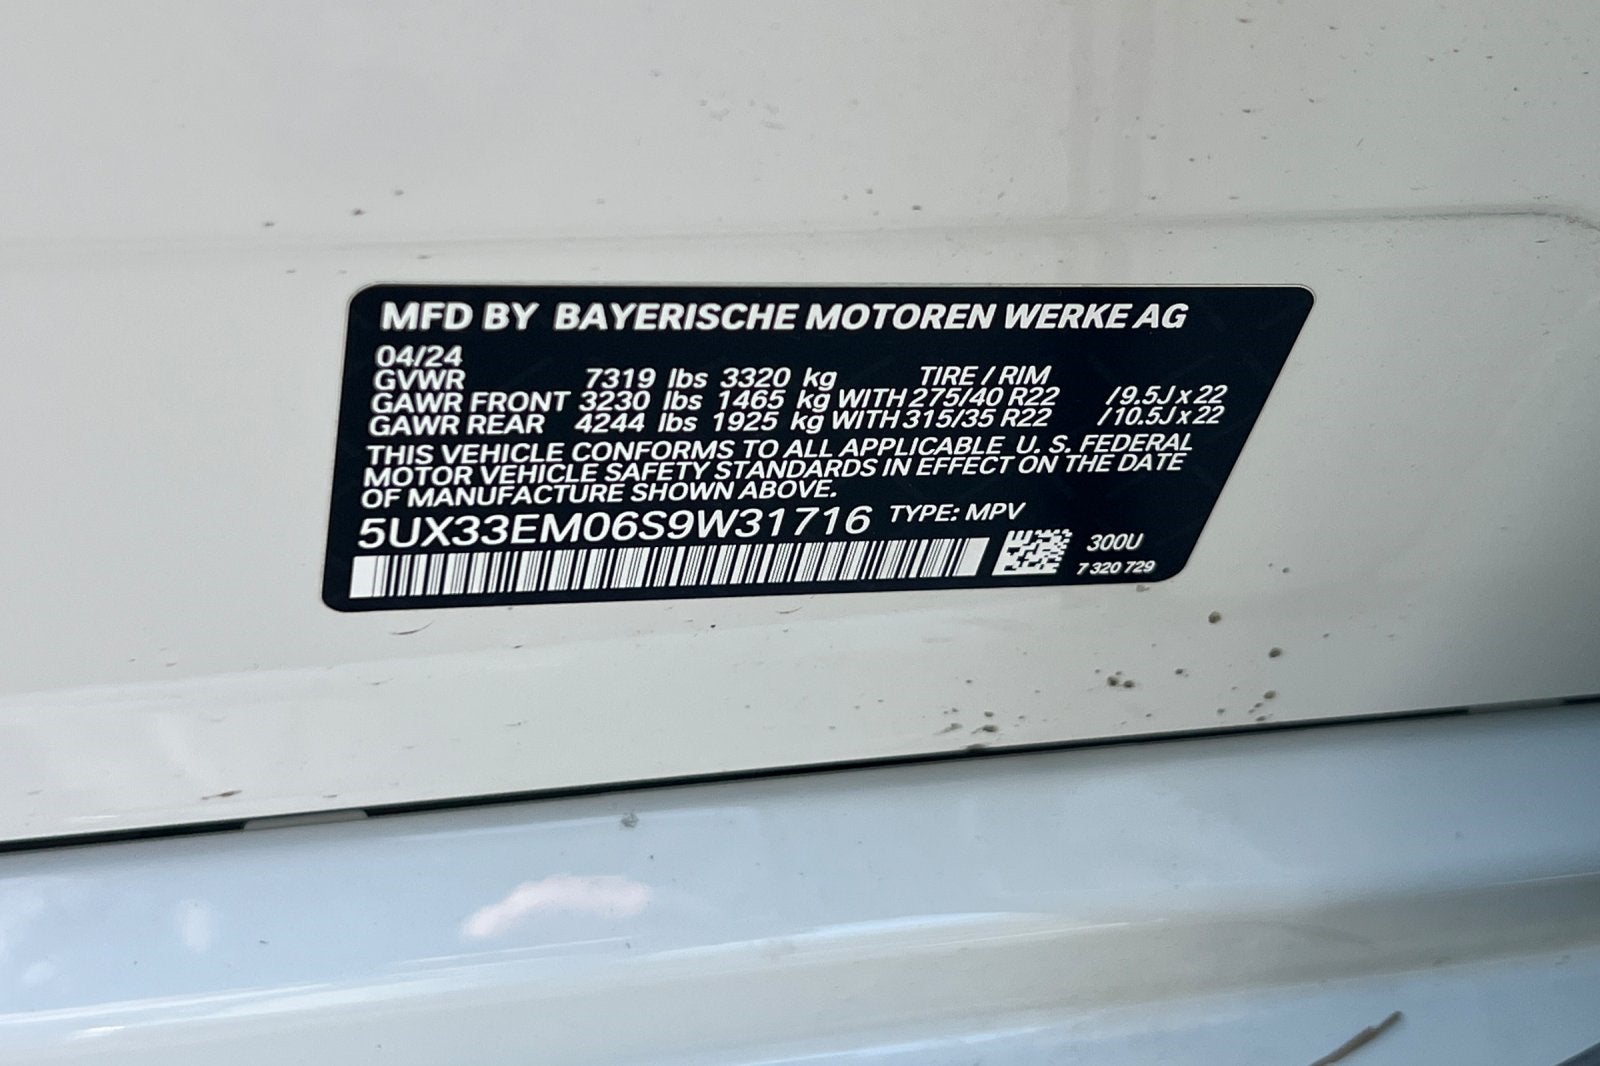 MFD BY BAYERISCHE MOTOREN WERKE AG
04/24
GVWR 7319 lbs 3320 kg TIRE / RIM
GAWR FRONT 3230 lbs 1465 kg WITH 275/40 R22 /9.5J x 22
GAWR REAR 4244 lbs 1925 kg WITH 315/35 R22 /10.5J x 22
THIS VEHICLE CONFORMS TO ALL APPLICABLE U. S. FEDERAL
MOTOR VEHICLE SAFETY STANDARDS IN EFFECT ON THE DATE
OF MANUFACTURE SHOWN ABOVE.
5UX33EM06S9W31716 TYPE: MPV
300U
7 320 729